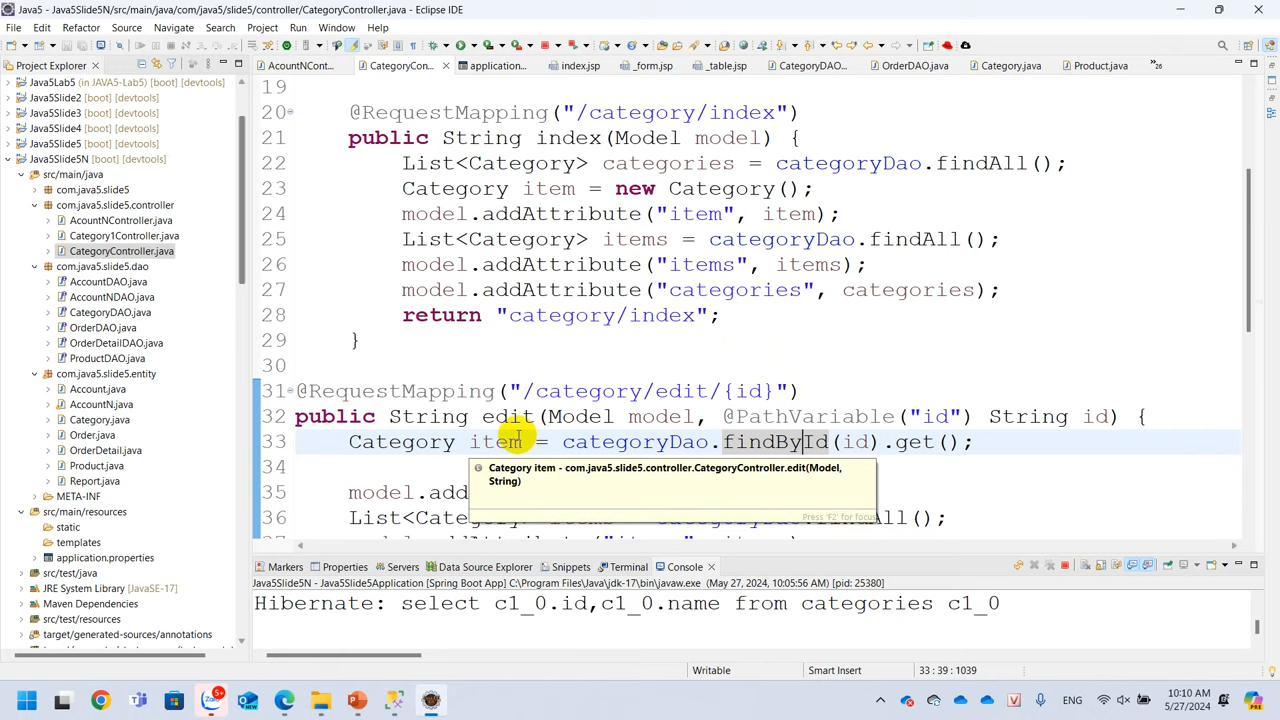 Java5 - Java5Slide5N/src/main/java/com/java5/slide5/controller/CategoryController.java - Eclipse IDE
File Edit Refactor Source Navigate Search Project Run Window Help
Project Explorer
AcountNCont...
CategoryCon...
application....
index.jsp
_form.jsp
_table.jsp
CategoryDAO...
OrderDAO.java
Category.java
Product.java
»26
Java5Lab5 (in JAVA5-Lab5) [boot] [devtools]
Java5Slide2 [boot] [devtools]
Java5Slide3 [boot] [devtools]
Java5Slide4 [boot] [devtools]
Java5Slide5 [boot] [devtools]
Java5Slide5N [boot] [devtools]
src/main/java
com.java5.slide5
com.java5.slide5.controller
AcountNController.java
Category1Controller.java
CategoryController.java
com.java5.slide5.dao
AccountDAO.java
AccountNDAO.java
CategoryDAO.java
OrderDAO.java
OrderDetailDAO.java
ProductDAO.java
com.java5.slide5.entity
Account.java
AccountN.java
Category.java
Order.java
OrderDetail.java
Product.java
META-INF
src/main/resources
static
templates
application.properties
src/test/java
JRE System Library [JavaSE-17]
Maven Dependencies
src/test/resources
target/generated-sources/annotations
19
20 @RequestMapping("/category/index")
21 public String index(Model model) {
22 List<Category> categories = categoryDao.findAll();
23 Category item = new Category();
24 model.addAttribute("item", item);
25 List<Category> items = categoryDao.findAll();
26 model.addAttribute("items", items);
27 model.addAttribute("categories", categories);
28 return "category/index";
29 }
30
31 @RequestMapping("/category/edit/{id}")
32 public String edit(Model model, @PathVariable("id") String id) {
33 Category item = categoryDao.findById(id).get();
34
Category item - com.java5.slide5.controller.CategoryController.edit(Model,
String)
Press 'F2' for focus
35 model.add
36 List<Category> items = categoryDao.findAll();
Markers Properties Servers Data Source Explorer Snippets Terminal Console
Java5Slide5N - Java5Slide5Application [Spring Boot App] C:\Program Files\Java\jdk-17\bin\javaw.exe (May 27, 2024, 10:05:56 AM) [pid: 25380]
Hibernate: select c1_0.id,c1_0.name from categories c1_0
Writable
Smart Insert
33 : 39 : 1039
Zalo
5+
NEW
ENG
10:10 AM
5/27/2024
PRE